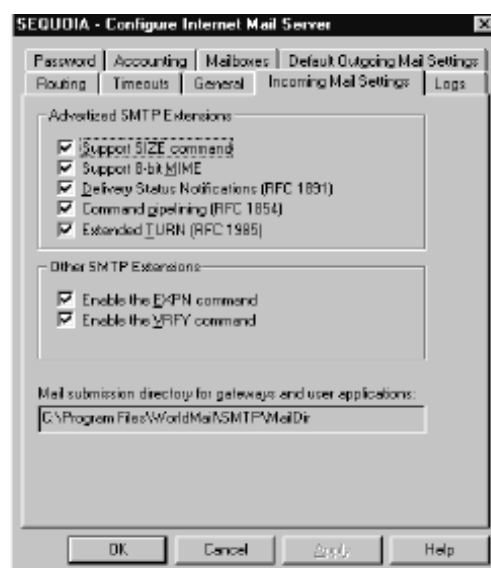 SEQUOIA - Configure Internet Mail Server
Password Accounting Mailboxes Default Outgoing Mail Settings
Routing Timeouts General Incoming Mail Settings Logs
Advertized SMTP Extensions
Support SIZE command
Support 8-bit MIME
Delivery Status Notifications (RFC 1891)
Command pipelining (RFC 1854)
Extended TURN (RFC 1985)
Other SMTP Extensions
Enable the EXPN command
Enable the VRFY command
Mail submission directory for gateways and user applications:
C:\Program Files\WorldMail\SMTP\MailDir
OK Cancel Apply Help